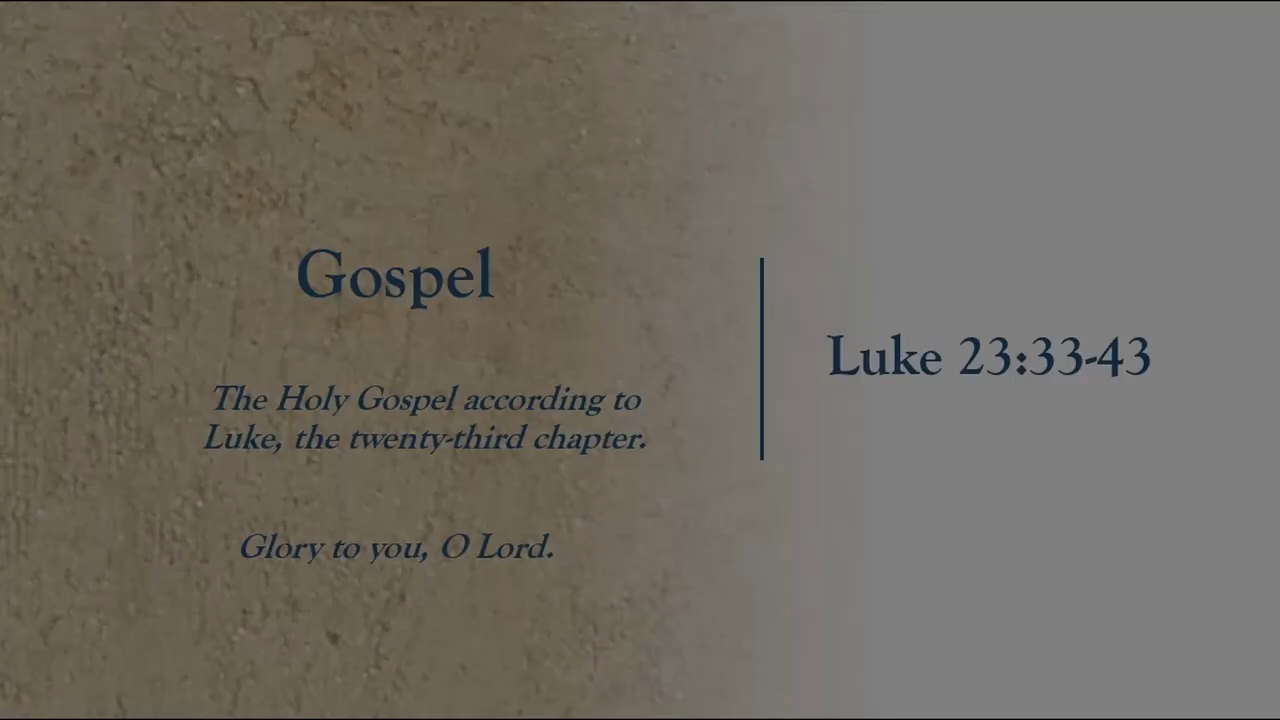 Gospel
The Holy Gospel according to
Luke, the twenty-third chapter.
Glory to you, O Lord.
Luke 23:33-43